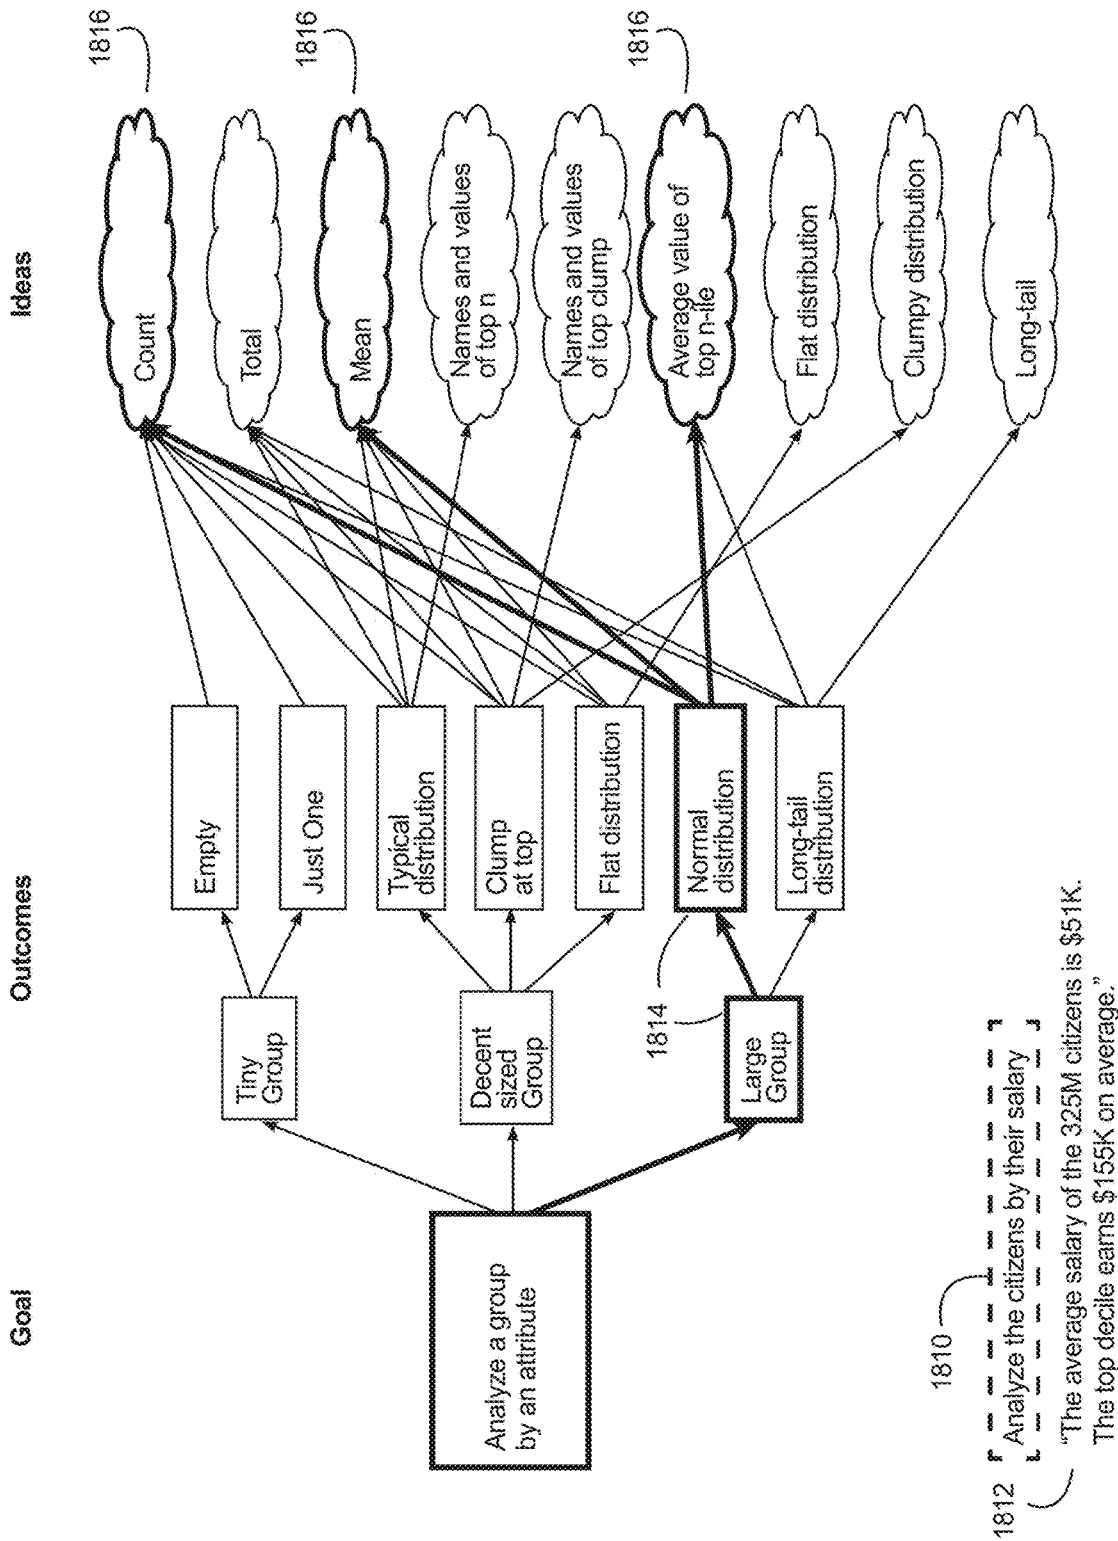 Goal
Outcomes
Ideas
Analyze a group
by an attribute
Tiny
Group
Decent
sized
Group
Large
Group
1814
Empty
Just One
Typical
distribution
Clump
at top
Flat distribution
Normal
distribution
Long-tail
distribution
Count
1816
Total
Mean
1816
Names and values
of top n
Names and values
of top clump
Average value of
top n-ile
1816
Flat distribution
Clumpy distribution
Long-tail
1810
Analyze the citizens by their salary
1812
“The average salary of the 325M citizens is $51K.
The top decile earns $155K on average.”